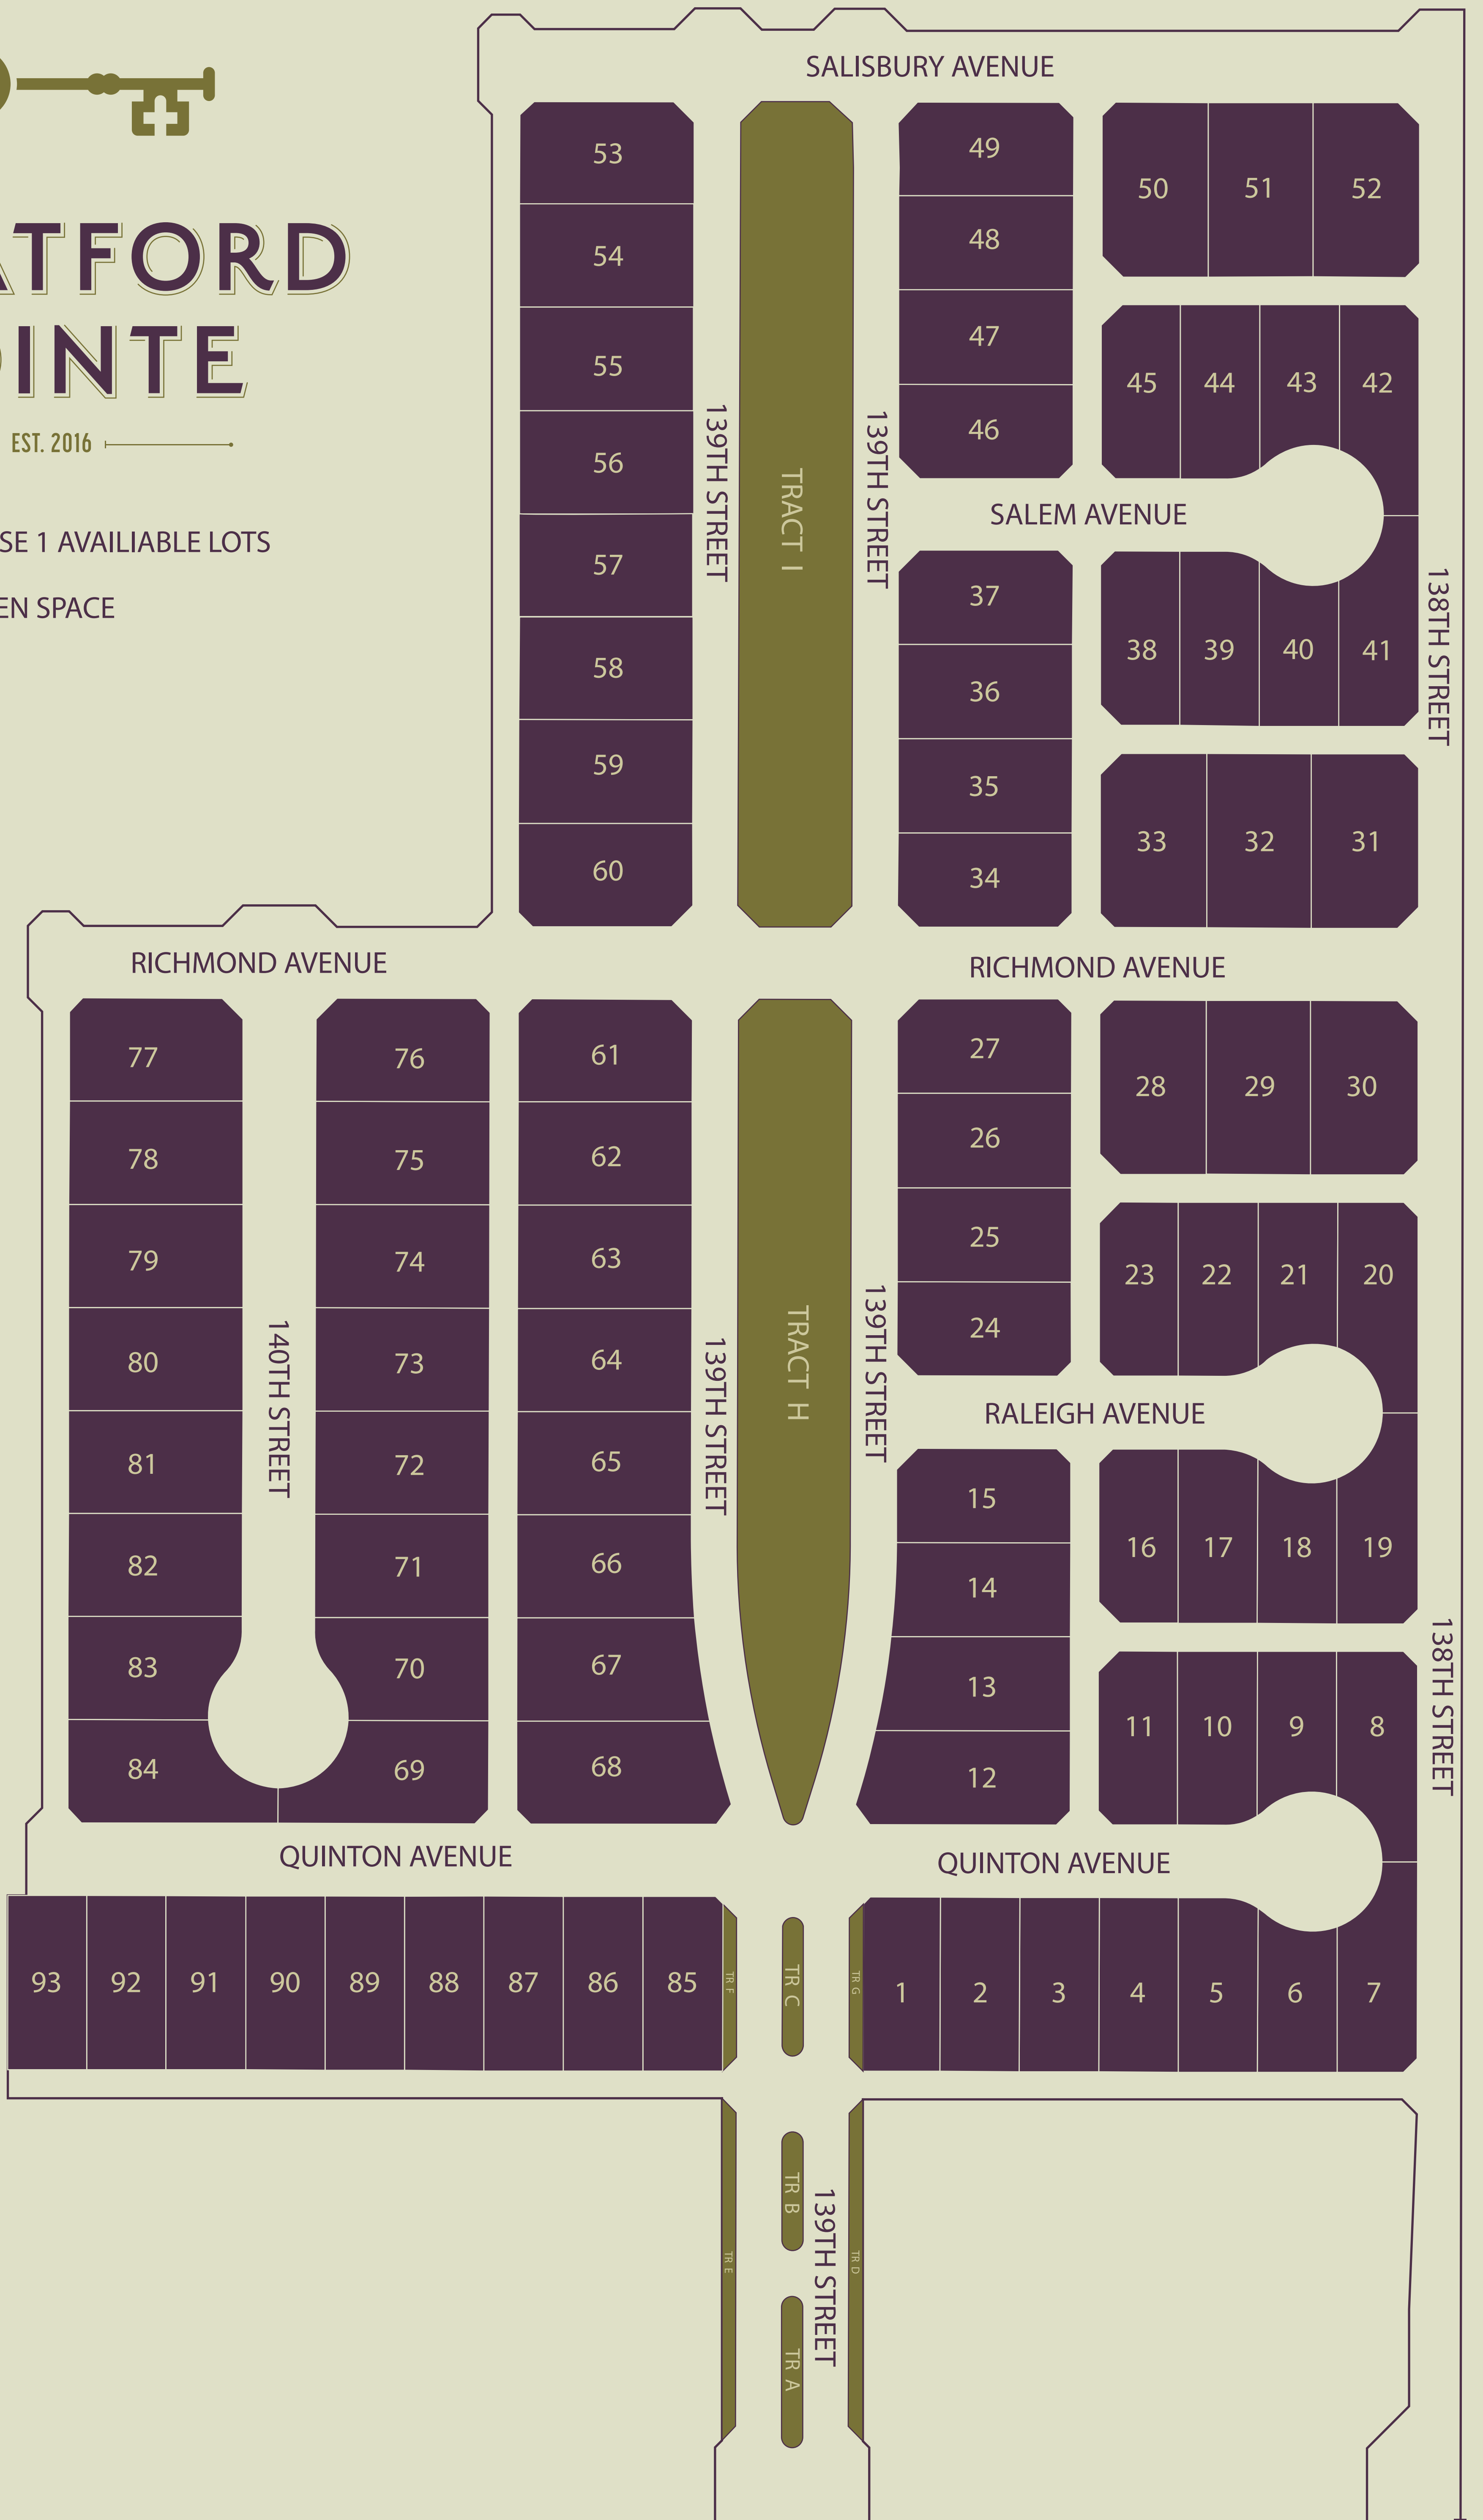 SALISBURY AVENUE
ATFORD
OINTE
EST. 2016
SE 1 AVAILIABLE LOTS
EN SPACE
53
54
55
56
57
58
59
60
139TH STREET
TRACT I
139TH STREET
49
48
47
46
50 51 52
45 44 43 42
SALEM AVENUE
37
36
35
34
38 39 40 41
33 32 31
138TH STREET
RICHMOND AVENUE
RICHMOND AVENUE
77
78
79
80
81
82
83
84
140TH STREET
76
75
74
73
72
71
70
69
61
62
63
64
65
66
67
68
139TH STREET
TRACT H
139TH STREET
27
26
25
24
28 29 30
23 22 21 20
RALEIGH AVENUE
15
14
13
12
16 17 18 19
11 10 9 8
138TH STREET
QUINTON AVENUE
QUINTON AVENUE
93 92 91 90 89 88 87 86 85
TR F
TR C
TR G
1 2 3 4 5 6 7
TR E
TR B
TR D
139TH STREET
TR A